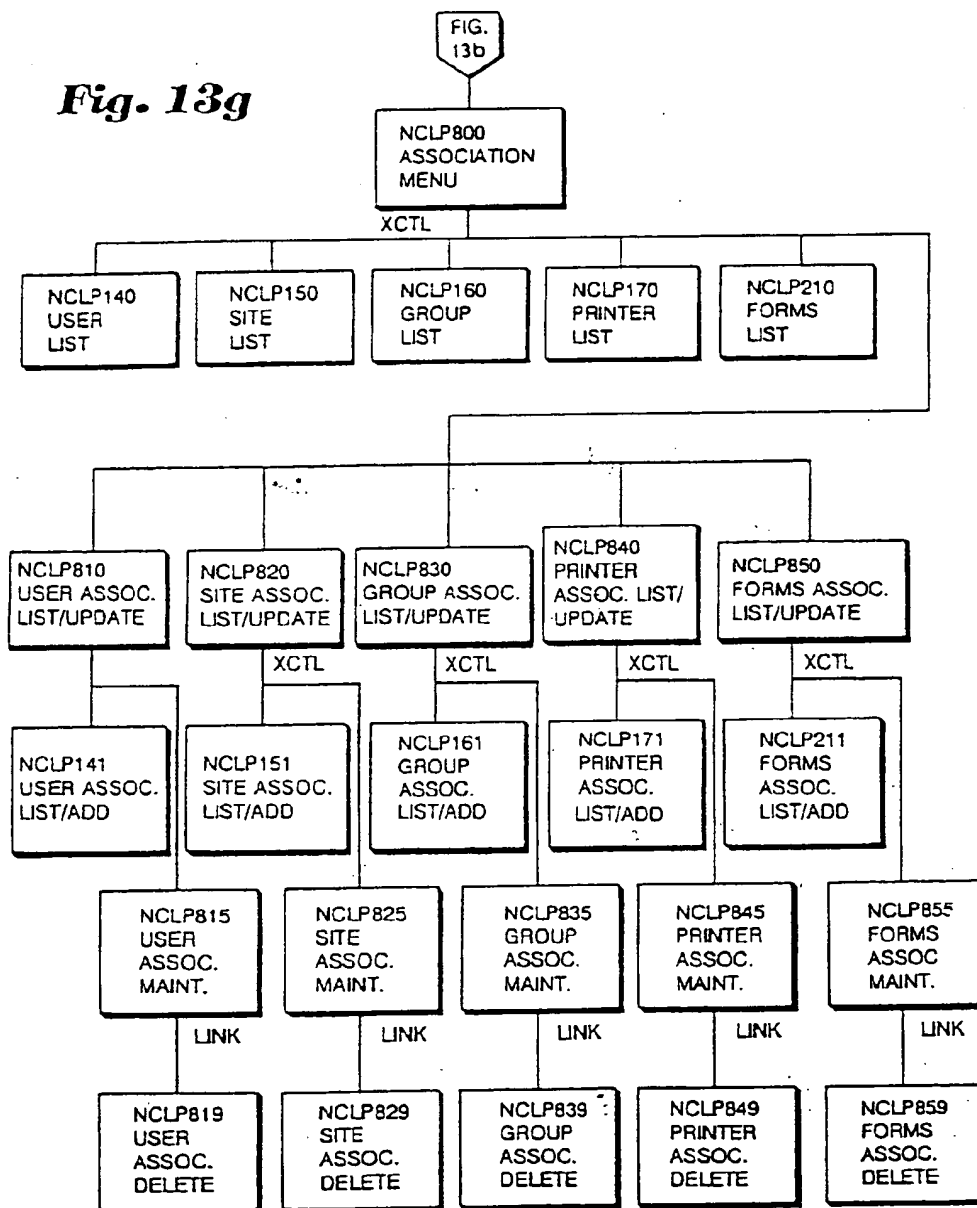 FIG.
13b
Fig. 13g
NCLP800
ASSOCIATION
MENU
XCTL
NCLP140
USER
LIST
NCLP150
SITE
LIST
NCLP160
GROUP
LIST
NCLP170
PRINTER
LIST
NCLP210
FORMS
LIST
NCLP810
USER ASSOC.
LIST/UPDATE
NCLP820
SITE ASSOC.
LIST/UPDATE
NCLP830
GROUP ASSOC.
LIST/UPDATE
NCLP840
PRINTER
ASSOC. LIST/
UPDATE
NCLP850
FORMS ASSOC.
LIST/UPDATE
XCTL
XCTL
XCTL
XCTL
NCLP141
USER ASSOC.
LIST/ADD
NCLP151
SITE ASSOC.
LIST/ADD
NCLP161
GROUP
ASSOC.
LIST/ADD
NCLP171
PRINTER
ASSOC.
LIST/ADD
NCLP211
FORMS
ASSOC.
LIST/ADD
NCLP815
USER
ASSOC.
MAINT.
NCLP825
SITE
ASSOC.
MAINT.
NCLP835
GROUP
ASSOC.
MAINT.
NCLP845
PRINTER
ASSOC.
MAINT.
NCLP855
FORMS
ASSOC
MAINT.
LINK
LINK
LINK
LINK
LINK
NCLP819
USER
ASSOC.
DELETE
NCLP829
SITE
ASSOC.
DELETE
NCLP839
GROUP
ASSOC.
DELETE
NCLP849
PRINTER
ASSOC.
DELETE
NCLP859
FORMS
ASSOC.
DELETE